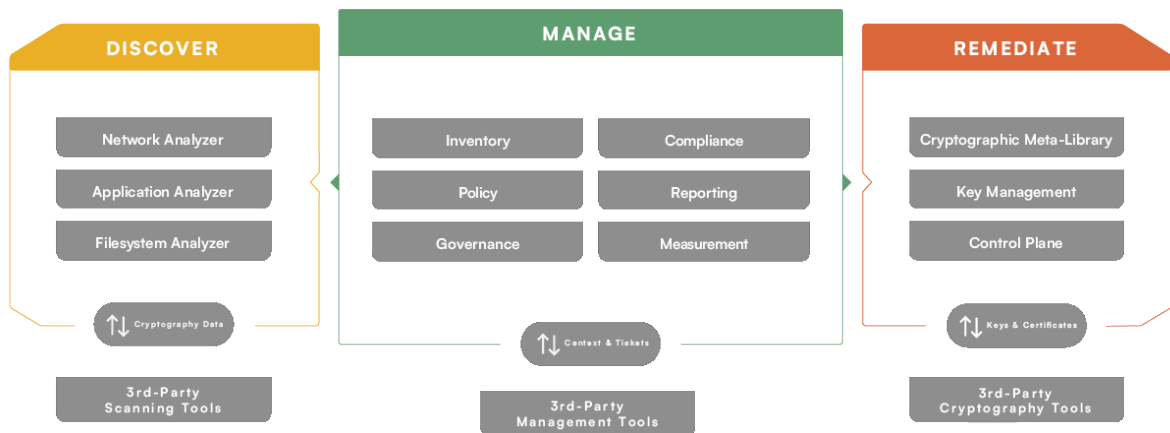 DISCOVER
Network Analyzer
Application Analyzer
Filesystem Analyzer
Cryptography Data
3rd-Party
Scanning Tools
MANAGE
Inventory
Compliance
Policy
Reporting
Governance
Measurement
Context & Tickets
3rd-Party
Management Tools
REMEDIATE
Cryptographic Meta-Library
Key Management
Control Plane
Keys & Certificates
3rd-Party
Cryptography Tools